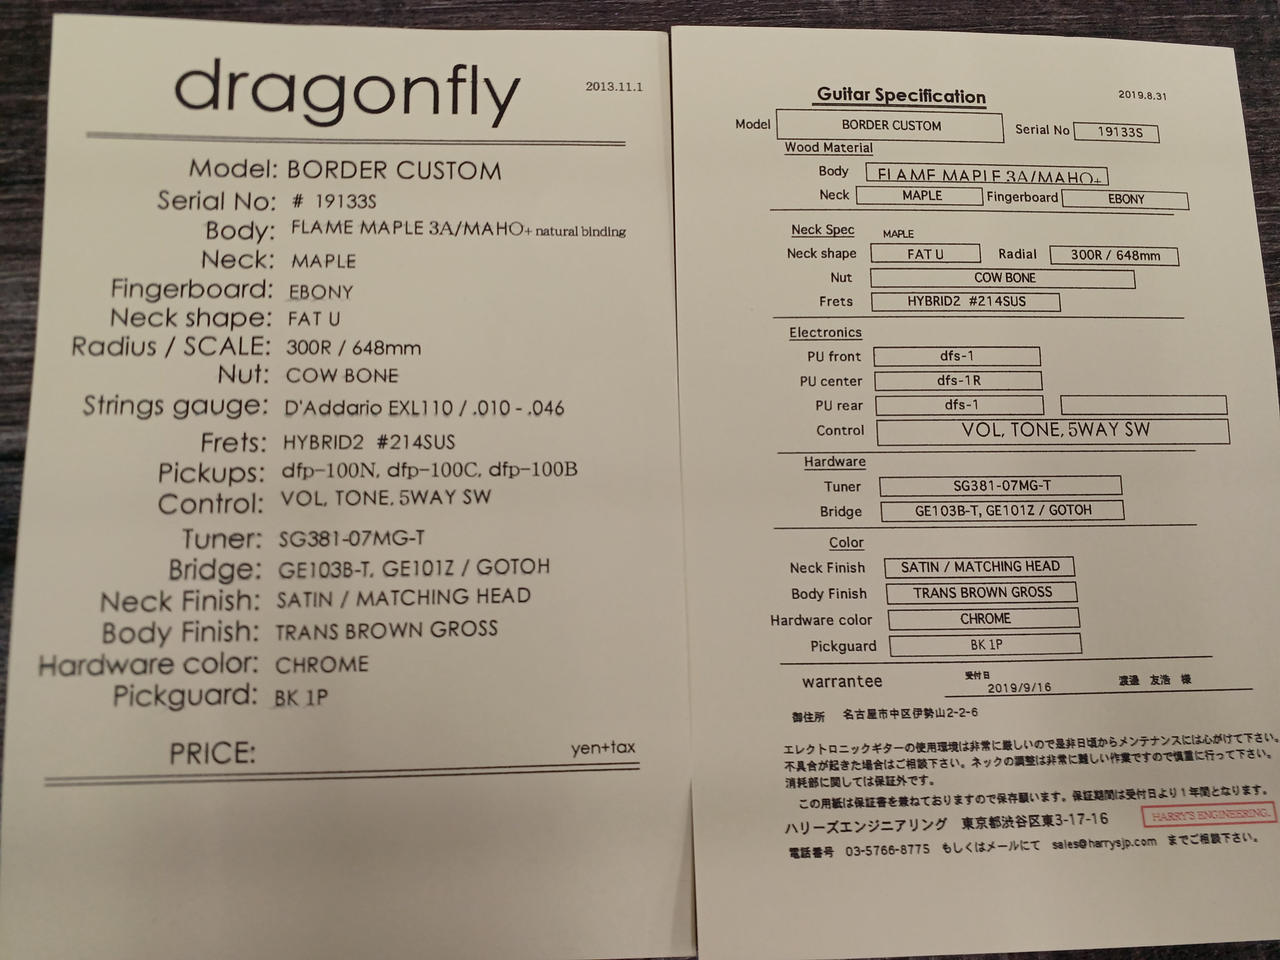 dragonfly
2013.11.1
Model: BORDER CUSTOM
Serial No: # 19133S
Body: FLAME MAPLE 3A/MAHO+ natural binding
Neck: MAPLE
Fingerboard: EBONY
Neck shape: FAT U
Radius / SCALE: 300R / 648mm
Nut: COW BONE
Strings gauge: D'Addario EXL110 / .010 - .046
Frets: HYBRID2 #214SUS
Pickups: dfp-100N, dfp-100C, dfp-100B
Control: VOL, TONE, 5WAY SW
Tuner: SG381-07MG-T
Bridge: GE103B-T, GE101Z / GOTOH
Neck Finish: SATIN / MATCHING HEAD
Body Finish: TRANS BROWN GROSS
Hardware color: CHROME
Pickguard: BK 1P
PRICE: yen+tax
Guitar Specification
2019.8.31
Model BORDER CUSTOM Serial No 19133S
Wood Material
Body FLAME MAPLE 3A/MAHO+
Neck MAPLE Fingerboard EBONY
Neck Spec MAPLE
Neck shape FAT U Radial 300R / 648mm
Nut COW BONE
Frets HYBRID2 #214SUS
Electronics
PU front dfs-1
PU center dfs-1R
PU rear dfs-1
Control VOL, TONE, 5WAY SW
Hardware
Tuner SG381-07MG-T
Bridge GE103B-T, GE101Z / GOTOH
Color
Neck Finish SATIN / MATCHING HEAD
Body Finish TRANS BROWN GROSS
Hardware color CHROME
Pickguard BK 1P
warrantee 受付日 2019/9/16 渡邊 友浩 様
御住所 名古屋市中区伊勢山2-2-6
エレクトロニックギターの使用環境は非常に厳しいので是非日頃からメンテナンスには心がけて下さい。
不具合が起きた場合はご相談下さい。ネックの調整は非常に難しい作業ですので慎重に行って下さい。
消耗部に関しては保証外です。
この用紙は保証書を兼ねておりますので保存願います。保証期間は受付日より1年間となります。
ハリーズエンジニアリング 東京都渋谷区東3-17-16 HARRY'S ENGINEERING.
電話番号 03-5766-8775 もしくはメールにて sales@harrysjp.com までご相談下さい。